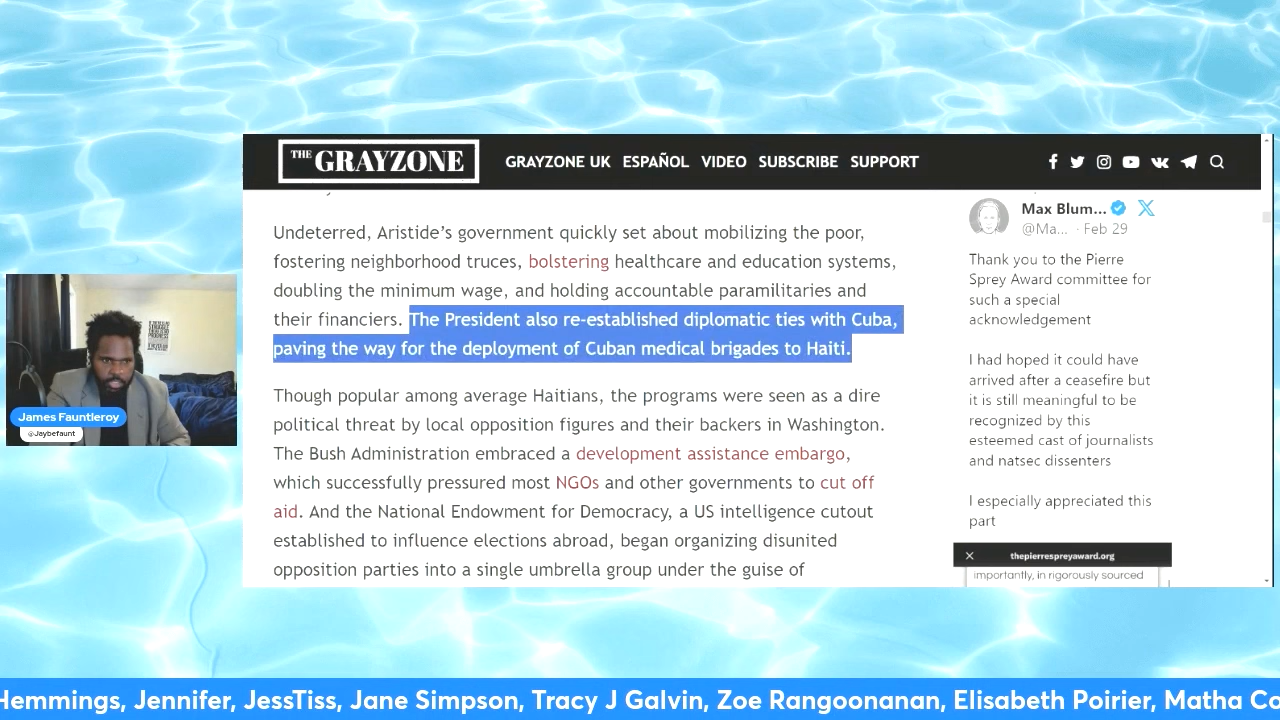 THE GRAYZONE
GRAYZONE UK ESPAÑOL VIDEO SUBSCRIBE SUPPORT
Undeterred, Aristide’s government quickly set about mobilizing the poor,
fostering neighborhood truces, bolstering healthcare and education systems,
doubling the minimum wage, and holding accountable paramilitaries and
their financiers. The President also re-established diplomatic ties with Cuba,
paving the way for the deployment of Cuban medical brigades to Haiti.
Though popular among average Haitians, the programs were seen as a dire
political threat by local opposition figures and their backers in Washington.
The Bush Administration embraced a development assistance embargo,
which successfully pressured most NGOs and other governments to cut off
aid. And the National Endowment for Democracy, a US intelligence cutout
established to influence elections abroad, began organizing disunited
opposition parties into a single umbrella group under the guise of
Max Blum...
@Ma... · Feb 29
Thank you to the Pierre
Sprey Award committee for
such a special
acknowledgement
I had hoped it could have
arrived after a ceasefire but
it is still meaningful to be
recognized by this
esteemed cast of journalists
and natsec dissenters
I especially appreciated this
part
thepierrespreyaward.org
importantly, in rigorously sourced
James Fauntleroy
@Jaybefaunt
Hemmings, Jennifer, JessTiss, Jane Simpson, Tracy J Galvin, Zoe Rangoonanan, Elisabeth Poirier, Matha Co